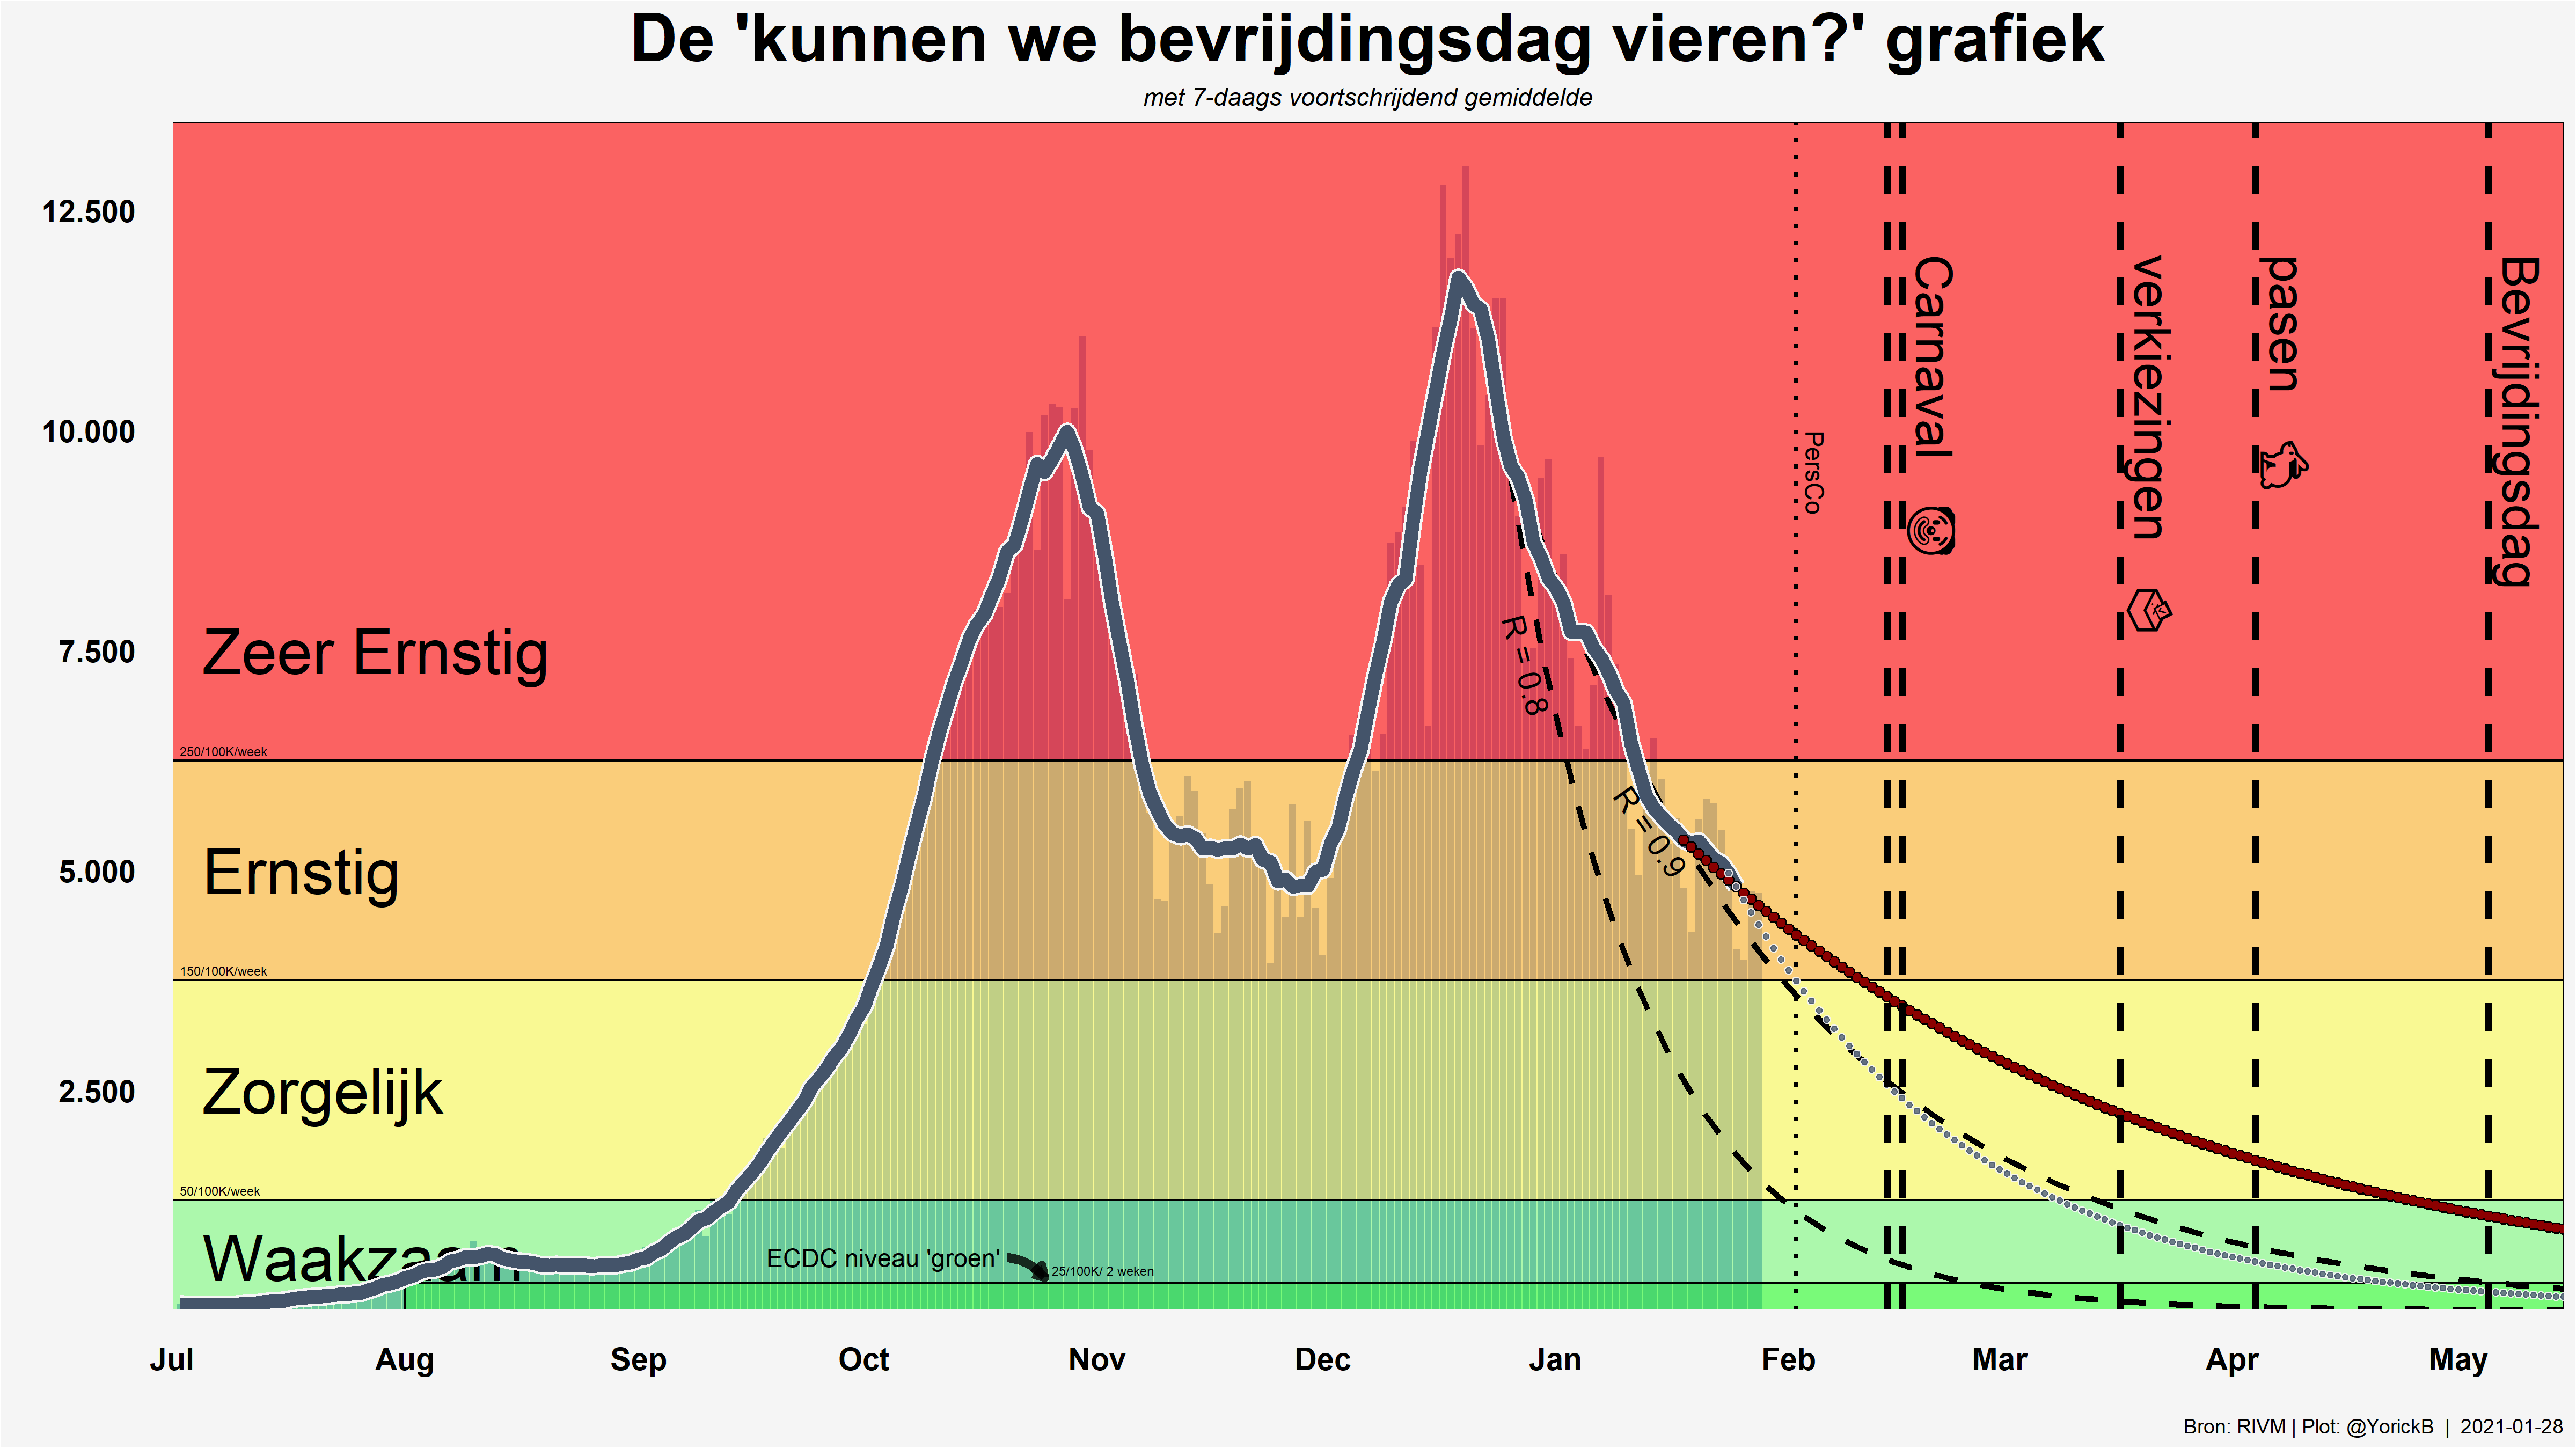 De 'kunnen we bevrijdingsdag vieren?' grafiek
met 7-daags voortschrijdend gemiddelde
12.500
10.000
7.500
5.000
2.500
Zeer Ernstig
250/100K/week
Ernstig
150/100K/week
Zorgelijk
50/100K/week
Waakzaam
ECDC niveau 'groen'
25/100K/ 2 weken
R =0.8
R =0.9
PersCo
Carnaval
verkiezingen
pasen
Bevrijdingsdag
Jul
Aug
Sep
Oct
Nov
Dec
Jan
Feb
Mar
Apr
May
Bron: RIVM | Plot: @YorickB | 2021-01-28